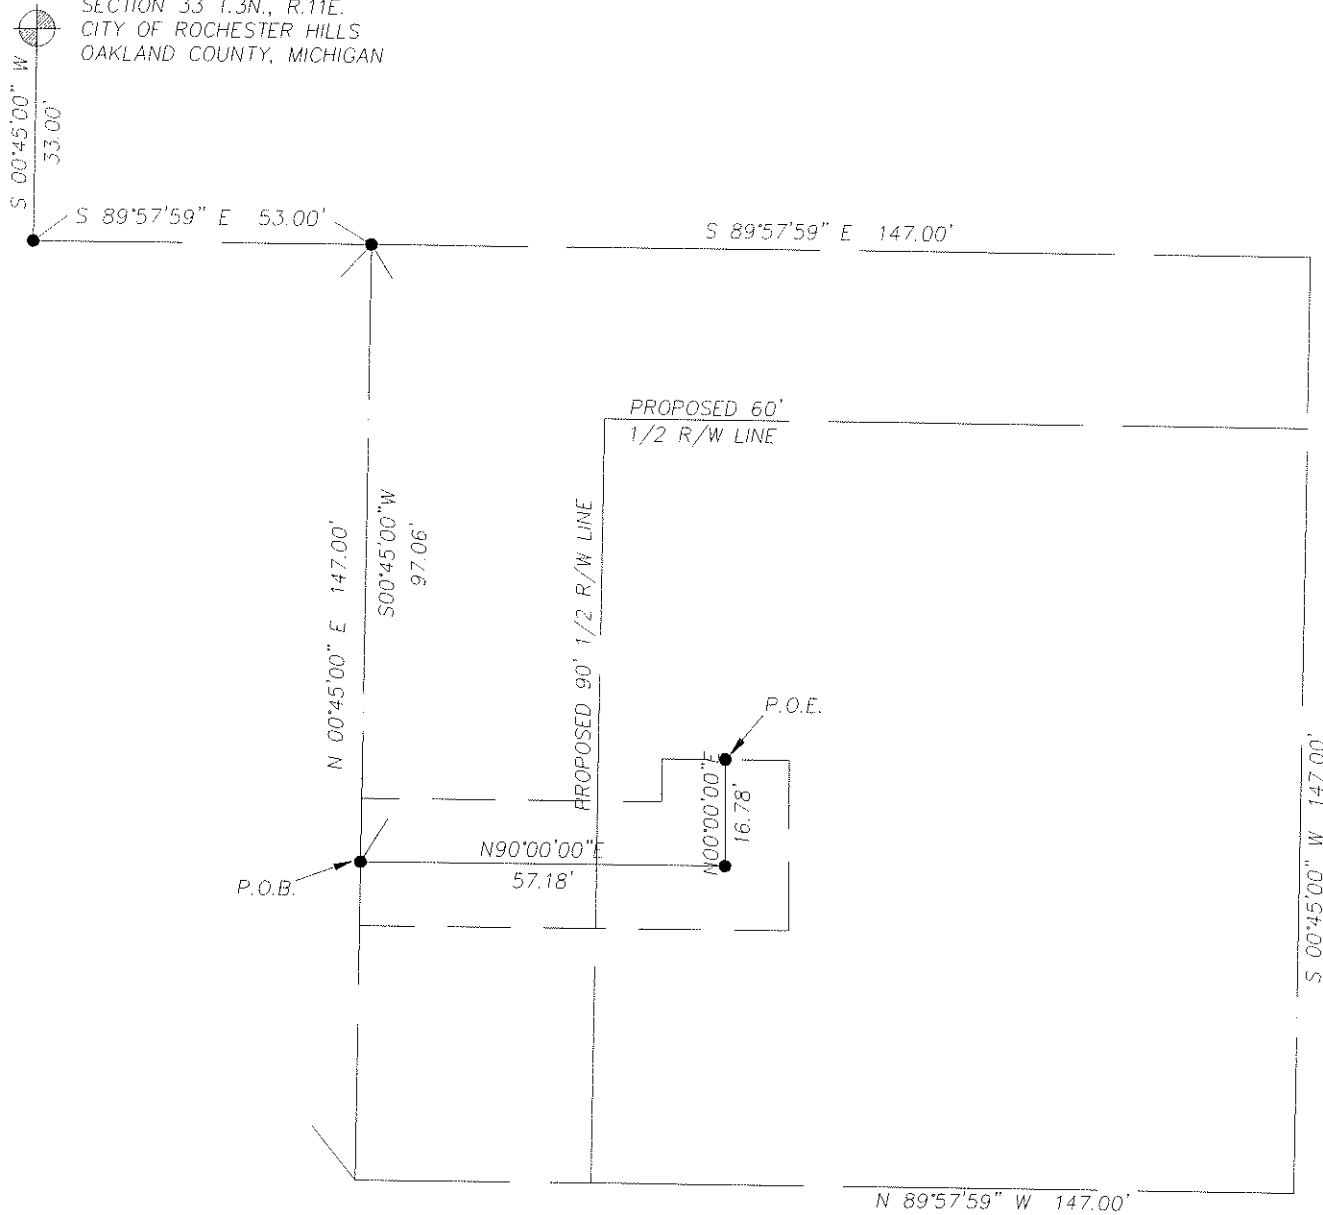 SECTION 33 T.3N., R.11E.
CITY OF ROCHESTER HILLS
OAKLAND COUNTY, MICHIGAN
S 00°45'00" W
33.00'
S 89°57'59" E 53.00'
S 89°57'59" E 147.00'
PROPOSED 60'
1/2 R/W LINE
N 00°45'00" E 147.00'
S00°45'00"W
97.06'
PROPOSED 90' 1/2 R/W LINE
P.O.E.
N00°00'00"E
16.78'
N90°00'00"E
57.18'
P.O.B.
S 00°45'00" W 147.00'
N 89°57'59" W 147.00'